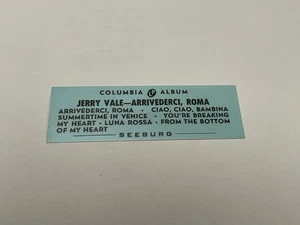 COLUMBIA LP ALBUM
JERRY VALE—ARRIVEDERCI, ROMA
ARRIVEDERCI, ROMA • CIAO, CIAO, BAMBINA
SUMMERTIME IN VENICE • YOU'RE BREAKING
MY HEART • LUNA ROSSA • FROM THE BOTTOM
OF MY HEART
SEEBURG